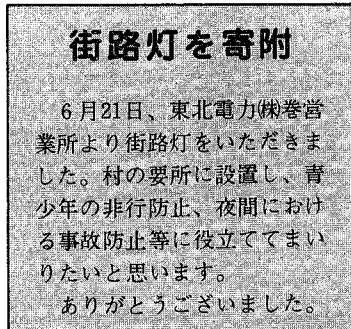 街路灯を寄附
6月21日、東北電力㈱巻営
業所より街路灯をいただきま
した。村の要所に設置し、青
少年の非行防止、夜間におけ
る事故防止等に役立ててまい
りたいと思います。
ありがとうございました。